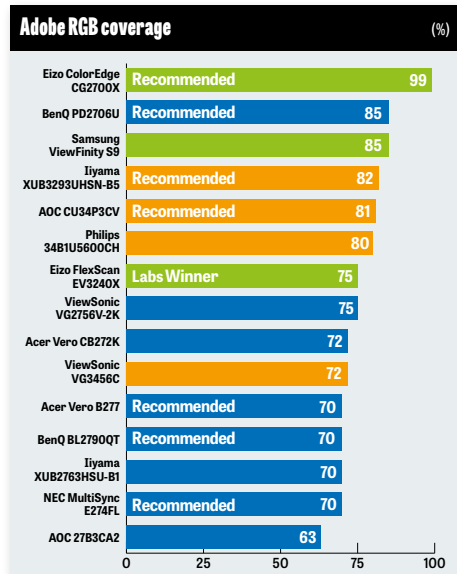 Adobe RGB coverage (%)
Eizo ColorEdge
CG2700X
Recommended 99
BenQ PD2706U Recommended 85
Samsung
ViewFinity S9
85
Iiyama
XUB3293UHSN-B5
Recommended 82
AOC CU34P3CV Recommended 81
Philips
34B1U5600CH
80
Eizo FlexScan
EV3240X
Labs Winner 75
ViewSonic
VG2756V-2K
75
Acer Vero CB272K 72
ViewSonic
VG3456C
72
Acer Vero B277 Recommended 70
BenQ BL2790QT Recommended 70
Iiyama
XUB2763HSU-B1
70
NEC MultiSync
E274FL
Recommended 70
AOC 27B3CA2 63
0 25 50 75 100